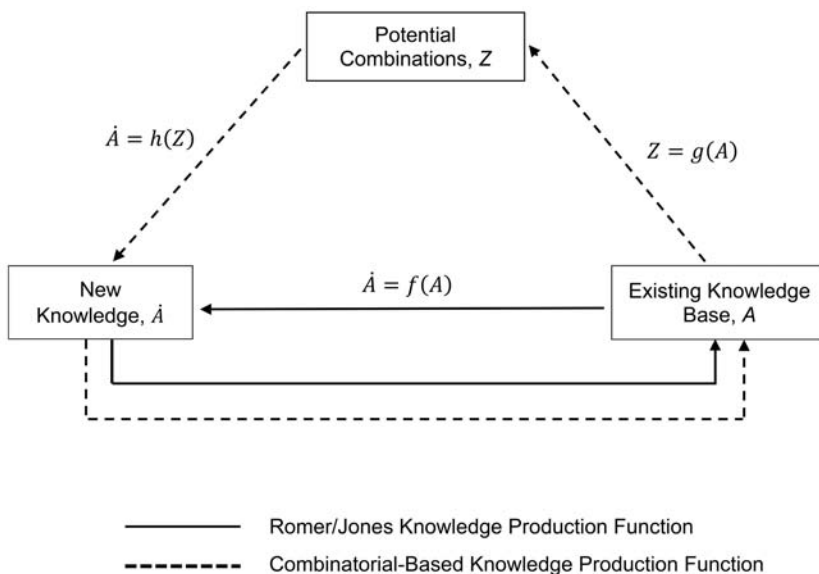 Potential
Combinations, Z
Ȧ = h(Z)
Z = g(A)
New
Knowledge, Ȧ
Ȧ = f(A)
Existing Knowledge
Base, A
Romer/Jones Knowledge Production Function
Combinatorial-Based Knowledge Production Function